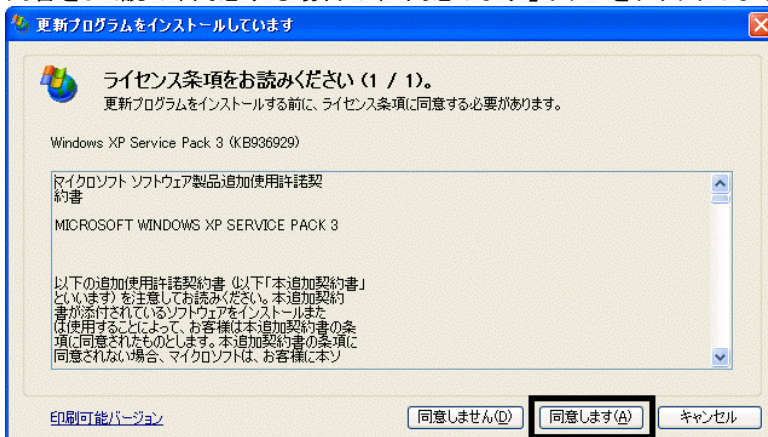 更新プログラムをインストールしています
ライセンス条項をお読みください (1 / 1)。
更新プログラムをインストールする前に、ライセンス条項に同意する必要があります。
Windows XP Service Pack 3 (KB936929)
マイクロソフト ソフトウェア製品追加使用許諾契
約書
MICROSOFT WINDOWS XP SERVICE PACK 3
以下の追加使用許諾契約書 (以下「本追加契約書」
といいます) を注意してお読みください。本追加契約
書が添付されているソフトウェアをインストールまた
は使用することによって、お客様は本追加契約書の条
項に同意されたものとします。本追加契約書の条項に
同意されない場合、マイクロソフトは、お客様に本ソ
印刷可能バージョン
同意しません(D)
同意します(A)
キャンセル